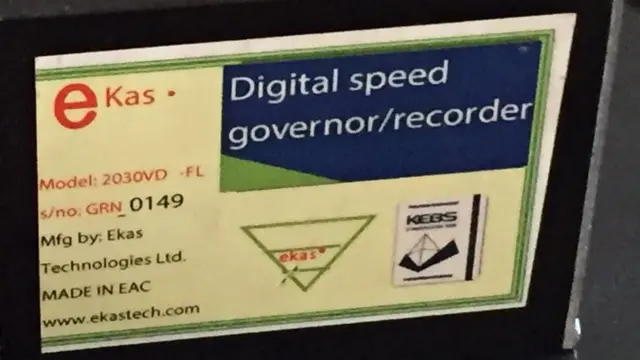 eKas
Digital speed
governor/recorder
Model: 2030VD -FL
s/no: GRN_0149
Mfg by: Ekas
Technologies Ltd.
MADE IN EAC
www.ekastech.com
ekas
KEBS